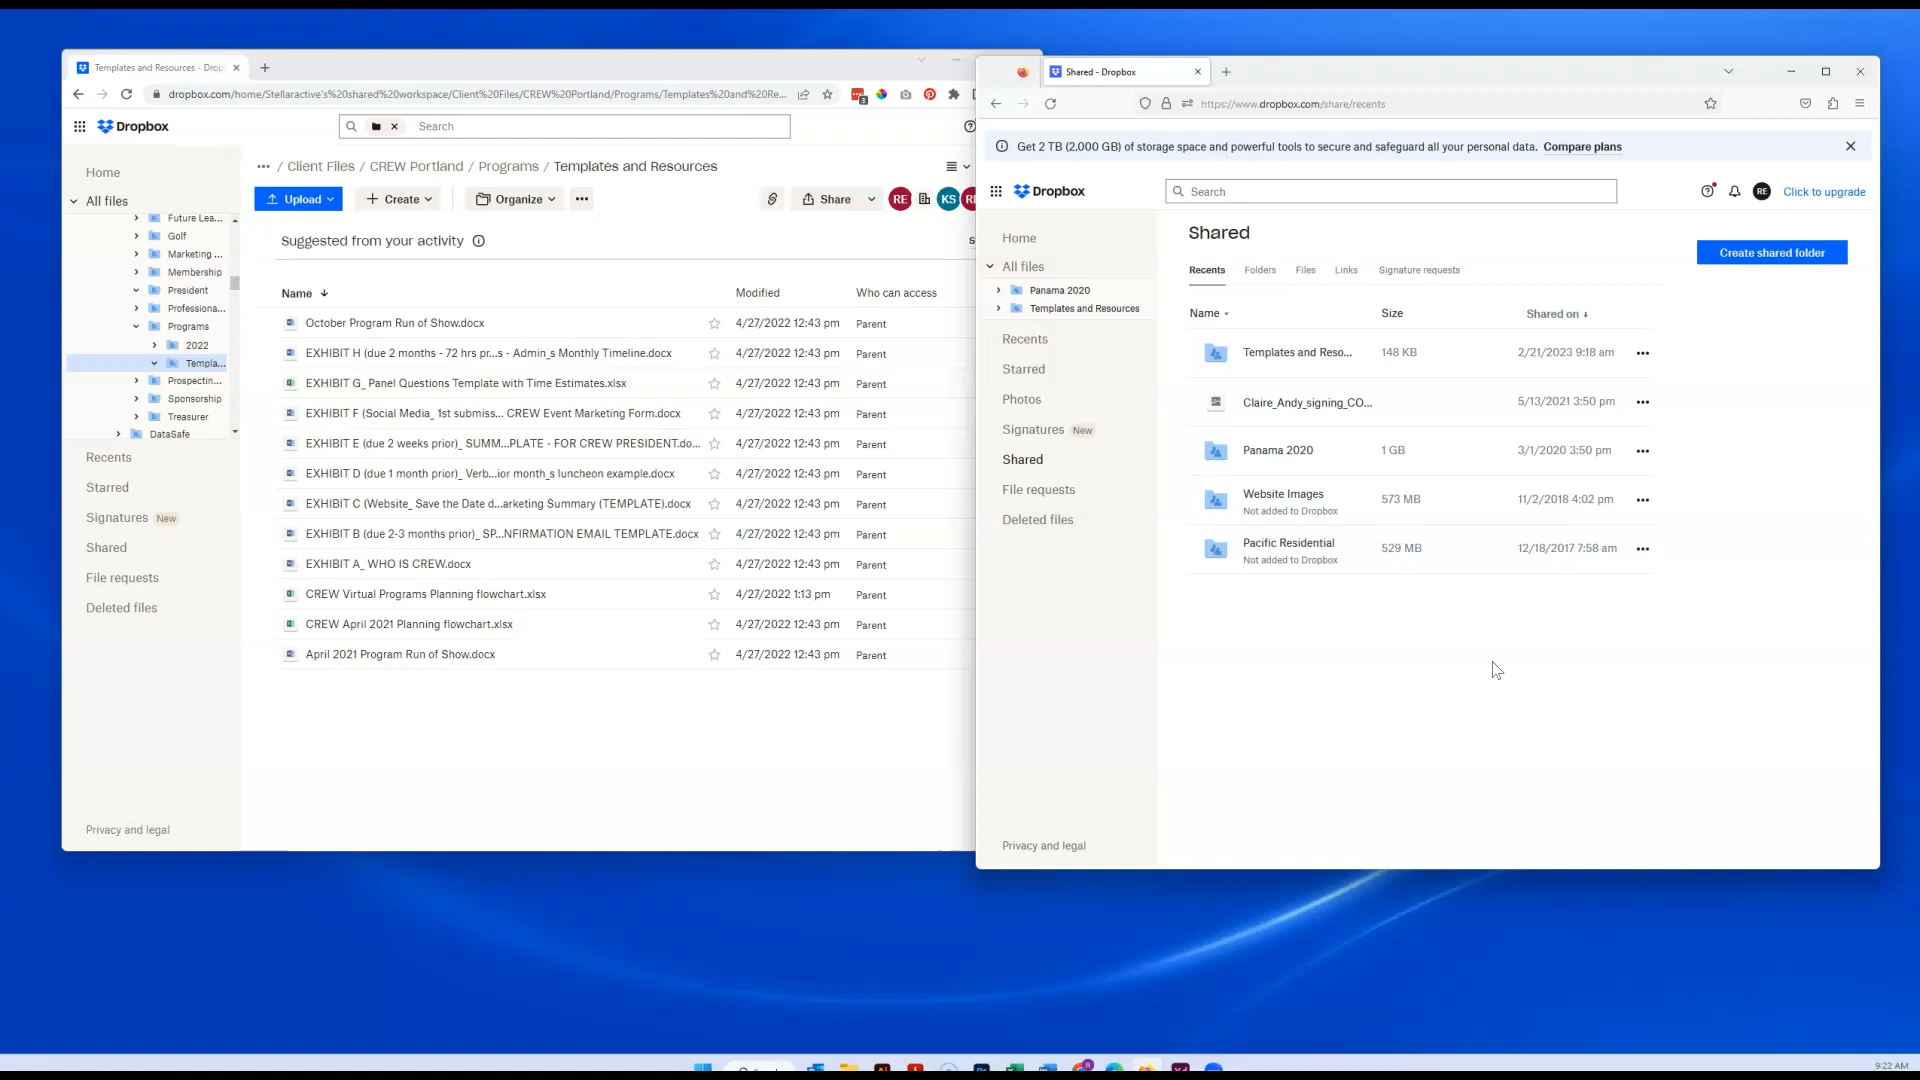 Templates and Resources - Drop
dropbox.com/home/Stellaractive's%20shared%20workspace/Client%20Files/CREW%20Portland/Programs/Templates%20and%20Re...
3
Dropbox
Search
Home
All files
Future Lea...
Golf
Marketing ...
Membership
President
Professiona...
Programs
2022
Templa...
Prospectin...
Sponsorship
Treasurer
DataSafe
Recents
Starred
Signatures New
Shared
File requests
Deleted files
Privacy and legal
... / Client Files / CREW Portland / Programs / Templates and Resources
Upload
Create
Organize
Share
RE
KS
Suggested from your activity
Name
Modified
Who can access
October Program Run of Show.docx 4/27/2022 12:43 pm Parent
EXHIBIT H (due 2 months - 72 hrs pr...s - Admin_s Monthly Timeline.docx 4/27/2022 12:43 pm Parent
EXHIBIT G_ Panel Questions Template with Time Estimates.xlsx 4/27/2022 12:43 pm Parent
EXHIBIT F (Social Media_ 1st submiss... CREW Event Marketing Form.docx 4/27/2022 12:43 pm Parent
EXHIBIT E (due 2 weeks prior)_ SUMM...PLATE - FOR CREW PRESIDENT.do... 4/27/2022 12:43 pm Parent
EXHIBIT D (due 1 month prior)_ Verb...ior month_s luncheon example.docx 4/27/2022 12:43 pm Parent
EXHIBIT C (Website_ Save the Date d...arketing Summary (TEMPLATE).docx 4/27/2022 12:43 pm Parent
EXHIBIT B (due 2-3 months prior)_ SP...NFIRMATION EMAIL TEMPLATE.docx 4/27/2022 12:43 pm Parent
EXHIBIT A_ WHO IS CREW.docx 4/27/2022 12:43 pm Parent
CREW Virtual Programs Planning flowchart.xlsx 4/27/2022 1:13 pm Parent
CREW April 2021 Planning flowchart.xlsx 4/27/2022 12:43 pm Parent
April 2021 Program Run of Show.docx 4/27/2022 12:43 pm Parent
Shared - Dropbox
https://www.dropbox.com/share/recents
Get 2 TB (2,000 GB) of storage space and powerful tools to secure and safeguard all your personal data. Compare plans
Dropbox
Search
RE
Click to upgrade
Home
All files
Panama 2020
Templates and Resources
Recents
Starred
Photos
Signatures New
Shared
File requests
Deleted files
Privacy and legal
Shared
Create shared folder
Recents Folders Files Links Signature requests
Name Size Shared on
Templates and Reso... 148 KB 2/21/2023 9:18 am
Claire_Andy_signing_CO... 5/13/2021 3:50 pm
Panama 2020 1 GB 3/1/2020 3:50 pm
Website Images 573 MB 11/2/2018 4:02 pm
Not added to Dropbox
Pacific Residential 529 MB 12/18/2017 7:58 am
Not added to Dropbox
9:22 AM